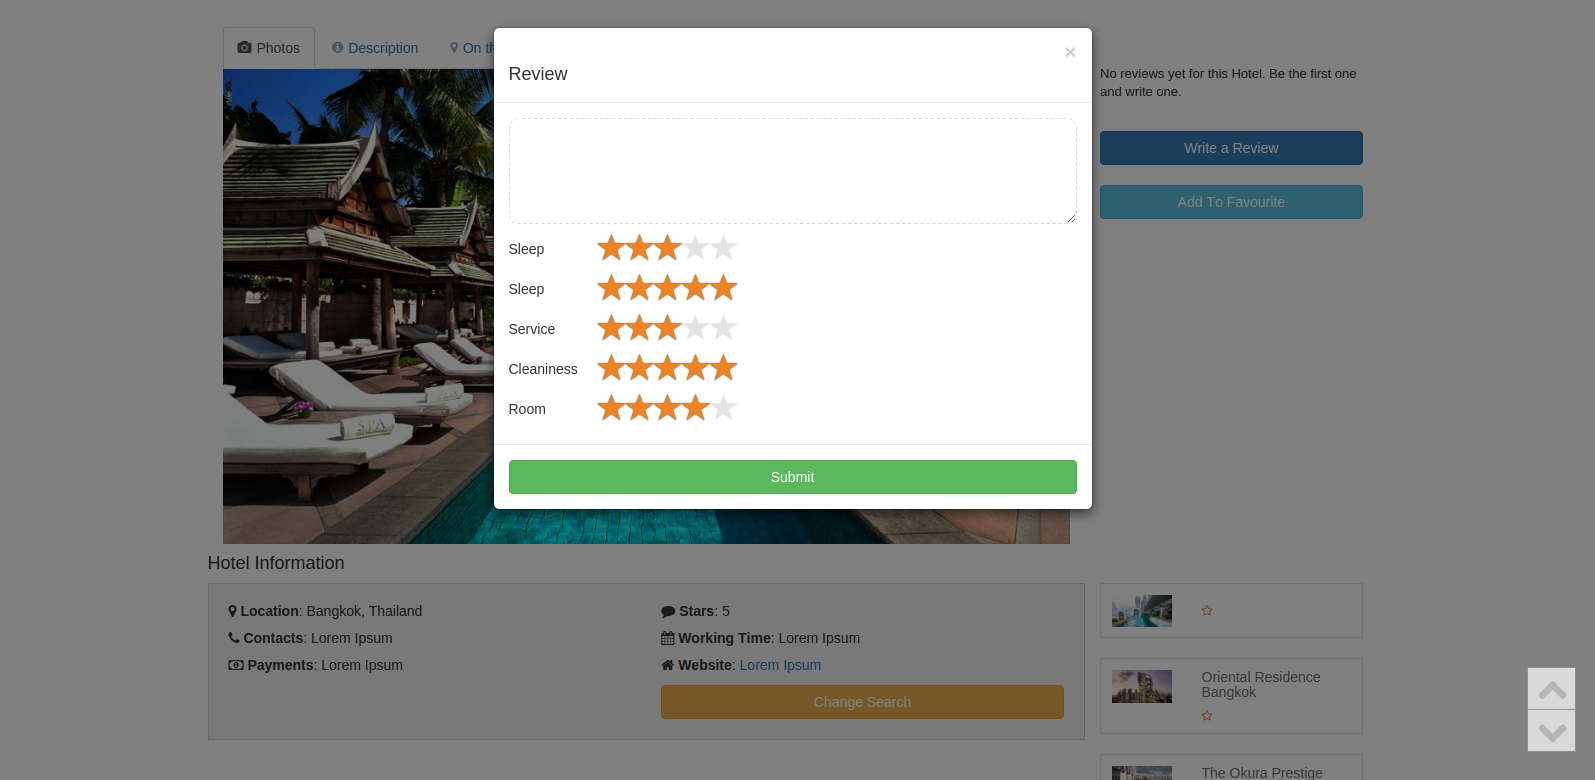 Photos
Description
On th
×
Review
No reviews yet for this Hotel. Be the first one
and write one.
Write a Review
Add To Favourite
Sleep
Sleep
Service
Cleaniness
Room
SPA
Submit
Hotel Information
Location: Bangkok, Thailand
Stars: 5
Contacts: Lorem Ipsum
Working Time: Lorem Ipsum
Payments: Lorem Ipsum
Website: Lorem Ipsum
Change Search
Oriental Residence
Bangkok
The Okura Prestige